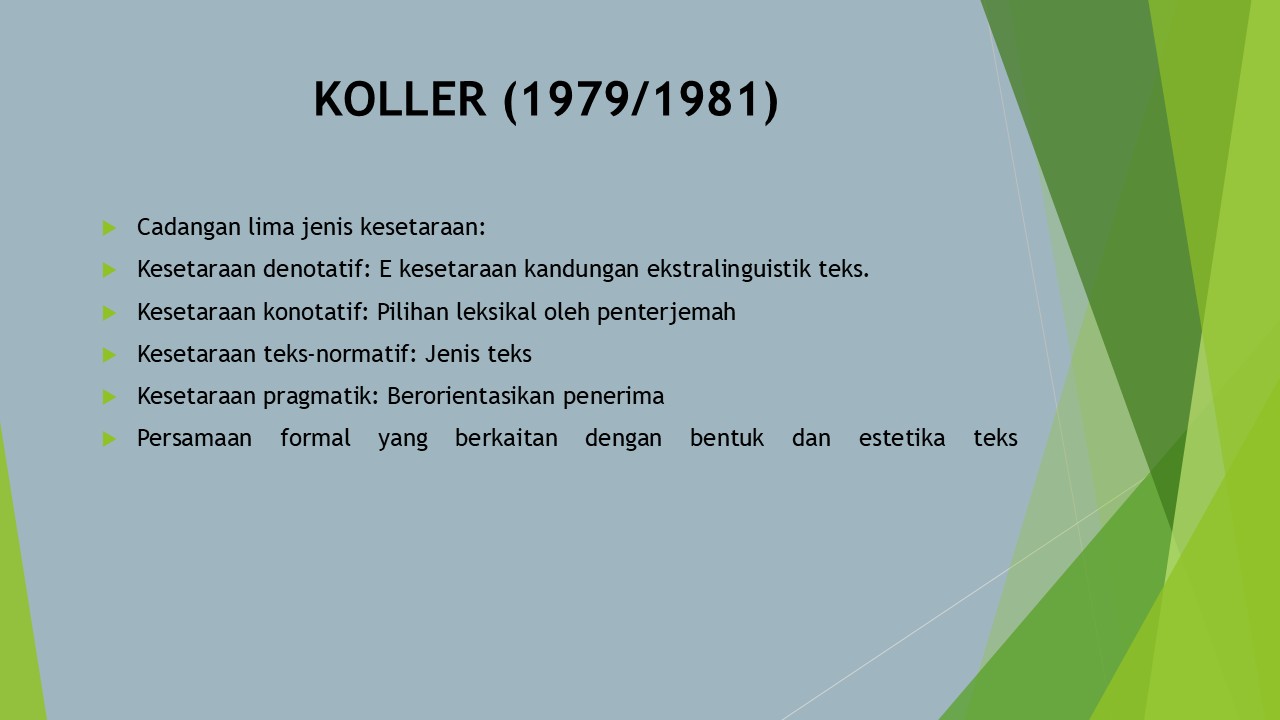 KOLLER (1979/1981)
Cadangan lima jenis kesetaraan:
Kesetaraan denotatif: E kesetaraan kandungan ekstralinguistik teks.
Kesetaraan konotatif: Pilihan leksikal oleh penterjemah
Kesetaraan teks-normatif: Jenis teks
Kesetaraan pragmatik: Berorientasikan penerima
Persamaan formal yang berkaitan dengan bentuk dan estetika teks